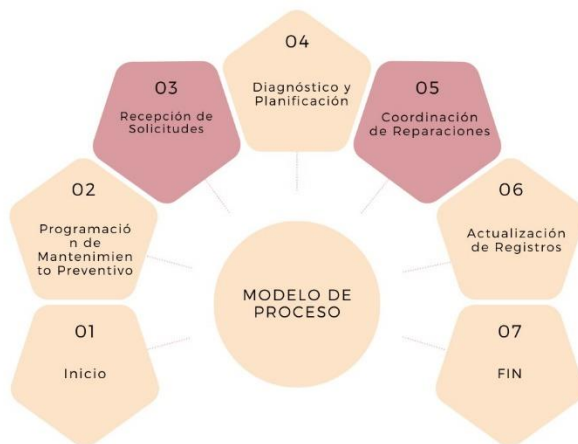 01
Inicio
02
Programació
n de
Mantenimien
to Preventivo
03
Recepción de
Solicitudes
04
Diagnóstico y
Planificación
05
Coordinación
de Reparaciones
06
Actualización
de Registros
07
FIN
MODELO DE
PROCESO